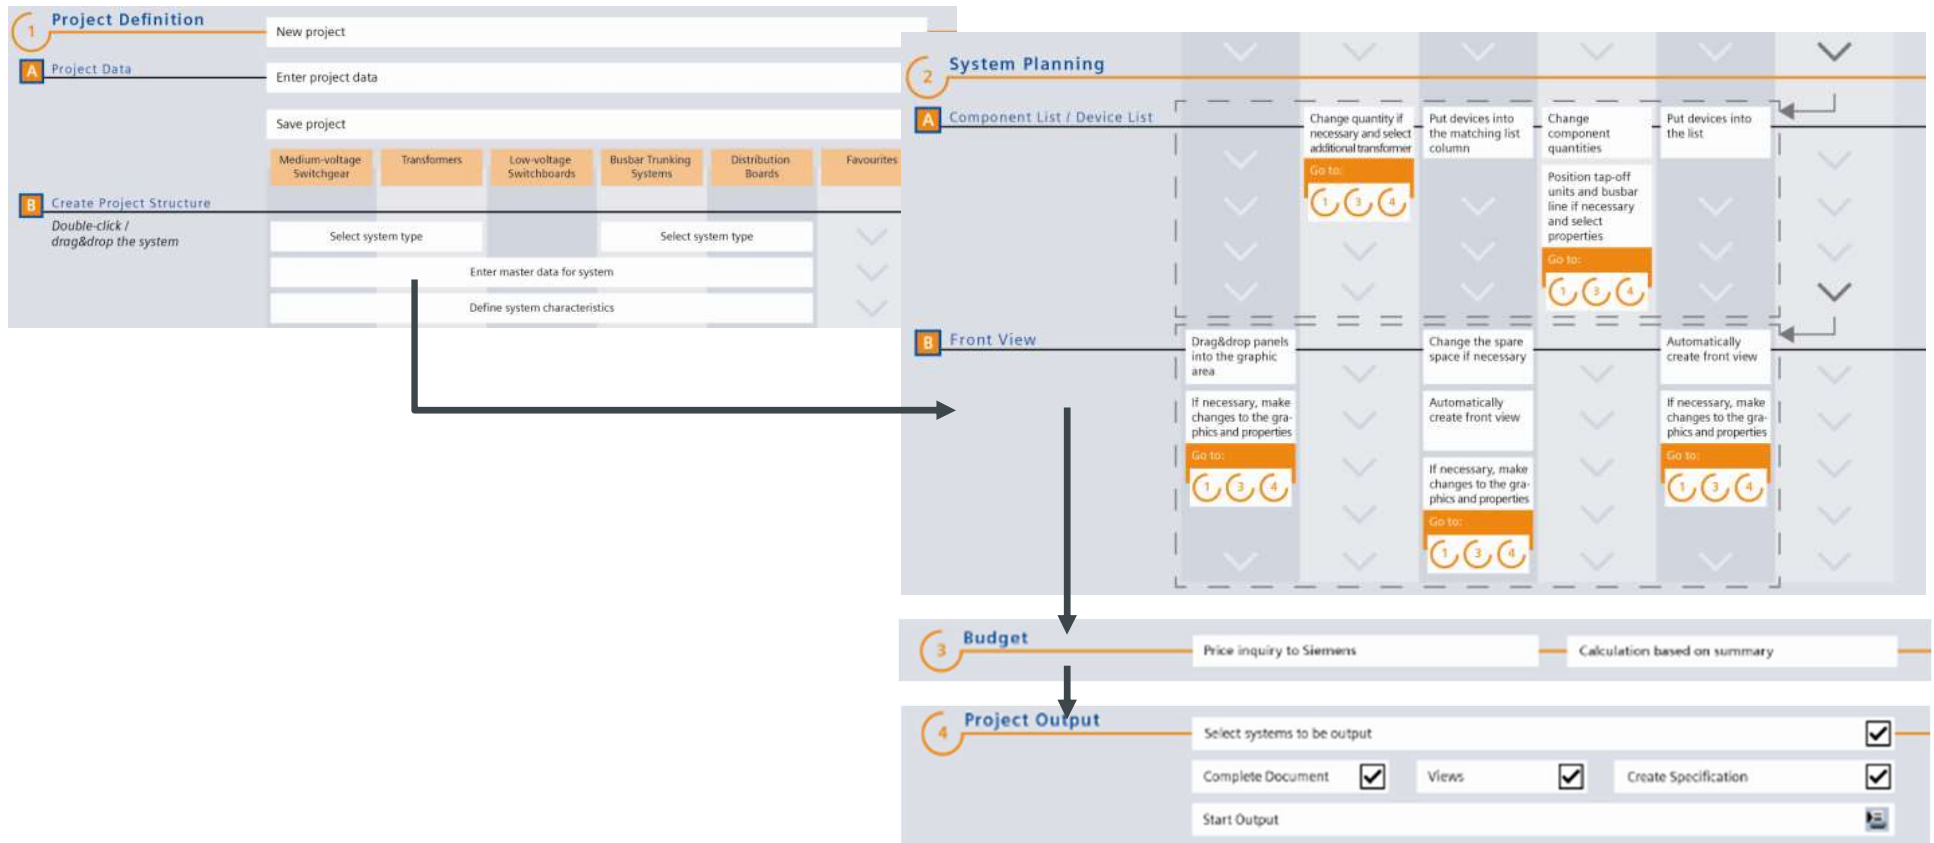 1
Project Definition
New project
A
Project Data
Enter project data
Save project
Medium-voltage
Switchgear
Transformers
Low-voltage
Switchboards
Busbar Trunking
Systems
Distribution
Boards
Favourites
B
Create Project Structure
Double-click /
drag&drop the system
Select system type
Select system type
Enter master data for system
Define system characteristics
2
System Planning
A
Component List / Device List
Change quantity if
necessary and select
additional transformer
Go to:
1 3 4
Put devices into
the matching list
column
Change
component
quantities
Position tap-off
units and busbar
line if necessary
and select
properties
Go to:
1 3 4
Put devices into
the list
B
Front View
Drag&drop panels
into the graphic
area
If necessary, make
changes to the gra-
phics and properties
Go to:
1 3 4
Change the spare
space if necessary
Automatically
create front view
If necessary, make
changes to the gra-
phics and properties
Go to:
1 3 4
Automatically
create front view
If necessary, make
changes to the gra-
phics and properties
Go to:
1 3 4
3
Budget
Price inquiry to Siemens
Calculation based on summary
4
Project Output
Select systems to be output
Complete Document
Views
Create Specification
Start Output